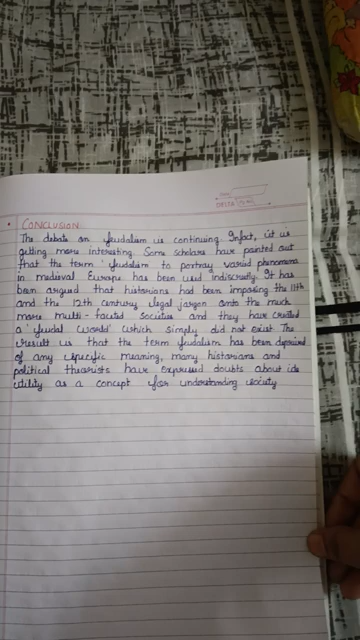 CONCLUSION
The debate on feudalism is continuing. Infact, it is
getting more interesting. Some scholars have pointed out
that the term 'feudalism to portray varied phenomena
in medieval Europe has been used indiscreetly. It has
been argued that historians had been imposing the 11th
and the 12th century legal jargon onto the much
more multi-faceted societies and they have created
a 'feudal world' which simply did not exist. The
result is that the term feudalism has been deprived
of any specific meaning, many historians and
political theorists have expressed doubts about its
utility as a concept for understanding society